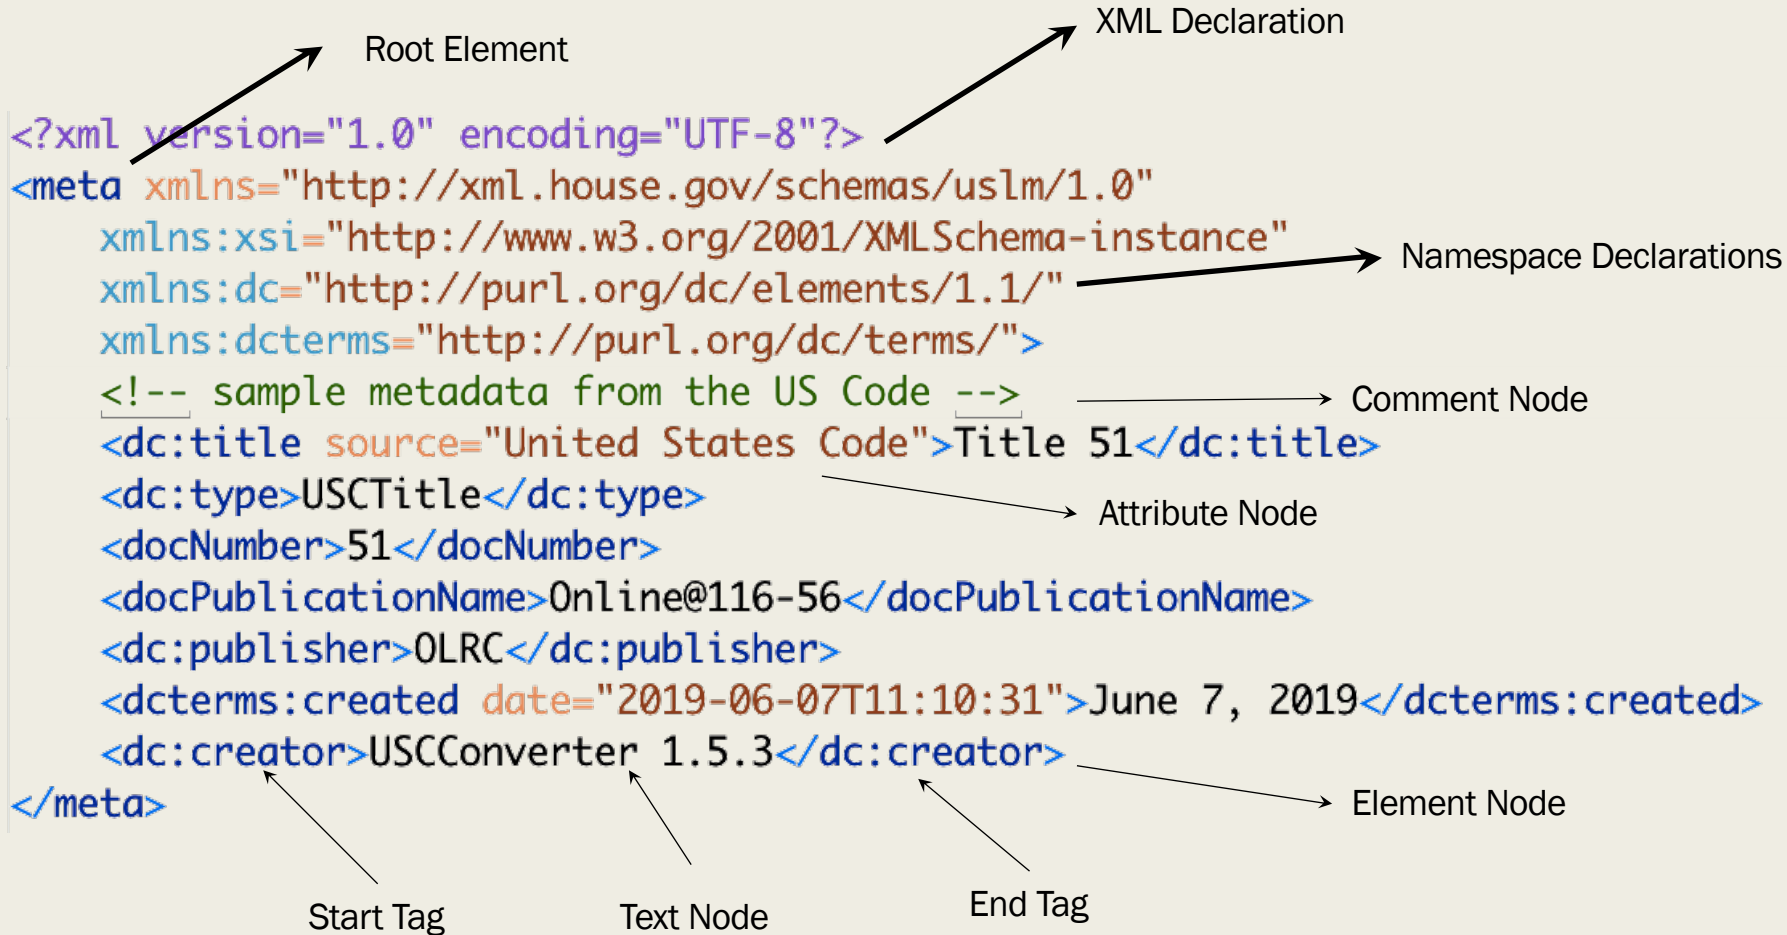 XML Declaration
Root Element
<?xml version="1.0" encoding="UTF-8"?>
<meta xmlns="http://xml.house.gov/schemas/uslm/1.0"
xmlns:xsi="http://www.w3.org/2001/XMLSchema-instance"
Namespace Declarations
xmlns:dc="http://purl.org/dc/elements/1.1/"
xmlns:dcterms="http://purl.org/dc/terms/">
<!-- sample metadata from the US Code -->
Comment Node
<dc:title source="United States Code">Title 51</dc:title>
<dc:type>USCTitle</dc:type>
Attribute Node
<docNumber>51</docNumber>
<docPublicationName>Online@116-56</docPublicationName>
<dc:publisher>OLRC</dc:publisher>
<dcterms:created date="2019-06-07T11:10:31">June 7, 2019</dcterms:created>
<dc:creator>USCConverter 1.5.3</dc:creator>
</meta>
Element Node
Start Tag
Text Node
End Tag